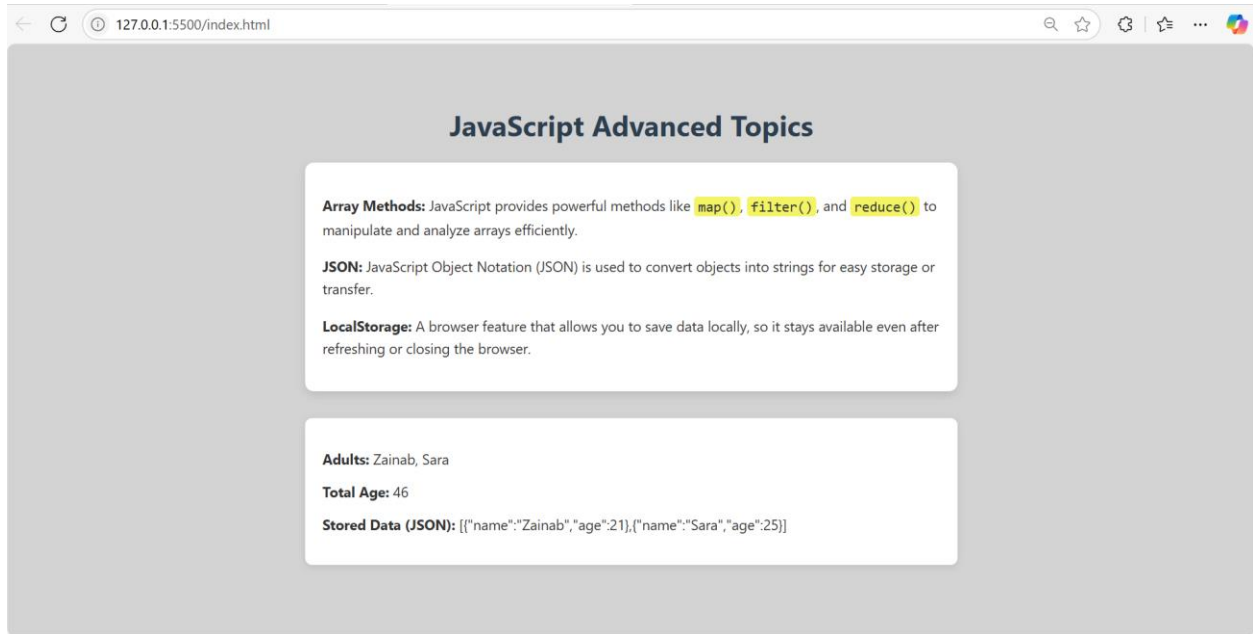 127.0.0.1:5500/index.html
JavaScript Advanced Topics
Array Methods: JavaScript provides powerful methods like map(), filter(), and reduce() to
manipulate and analyze arrays efficiently.
JSON: JavaScript Object Notation (JSON) is used to convert objects into strings for easy storage or
transfer.
LocalStorage: A browser feature that allows you to save data locally, so it stays available even after
refreshing or closing the browser.
Adults: Zainab, Sara
Total Age: 46
Stored Data (JSON): [{"name":"Zainab","age":21},{"name":"Sara","age":25}]